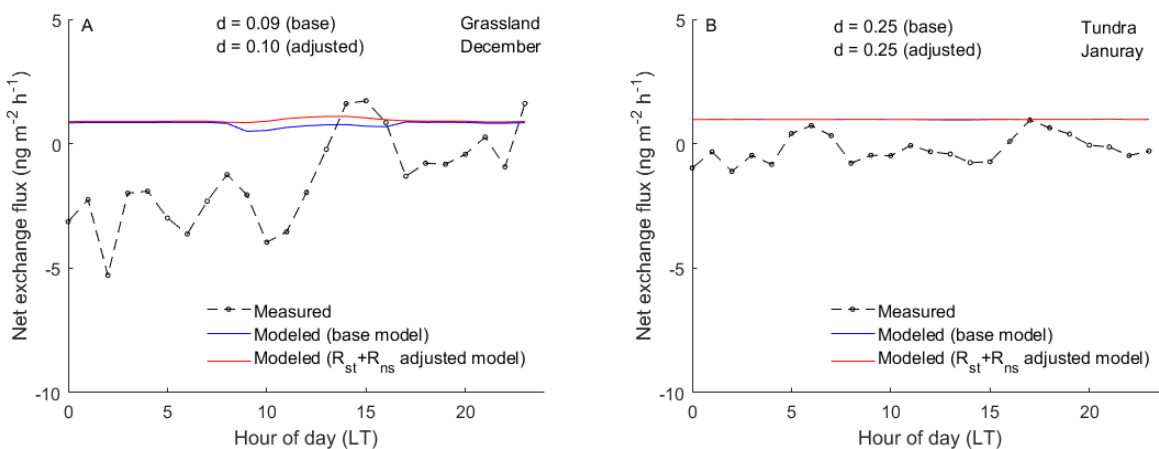 A
d = 0.09 (base)
Grassland
d = 0.10 (adjusted)
December
Net exchange flux (ng m⁻² h⁻¹)
5
0
-5
-10
Measured
Modeled (base model)
Modeled (Rst+Rns adjusted model)
0 5 10 15 20
Hour of day (LT)
B
d = 0.25 (base)
Tundra
d = 0.25 (adjusted)
Januray
Net exchange flux (ng m⁻² h⁻¹)
5
0
-5
-10
Measured
Modeled (base model)
Modeled (Rst+Rns adjusted model)
0 5 10 15 20
Hour of day (LT)